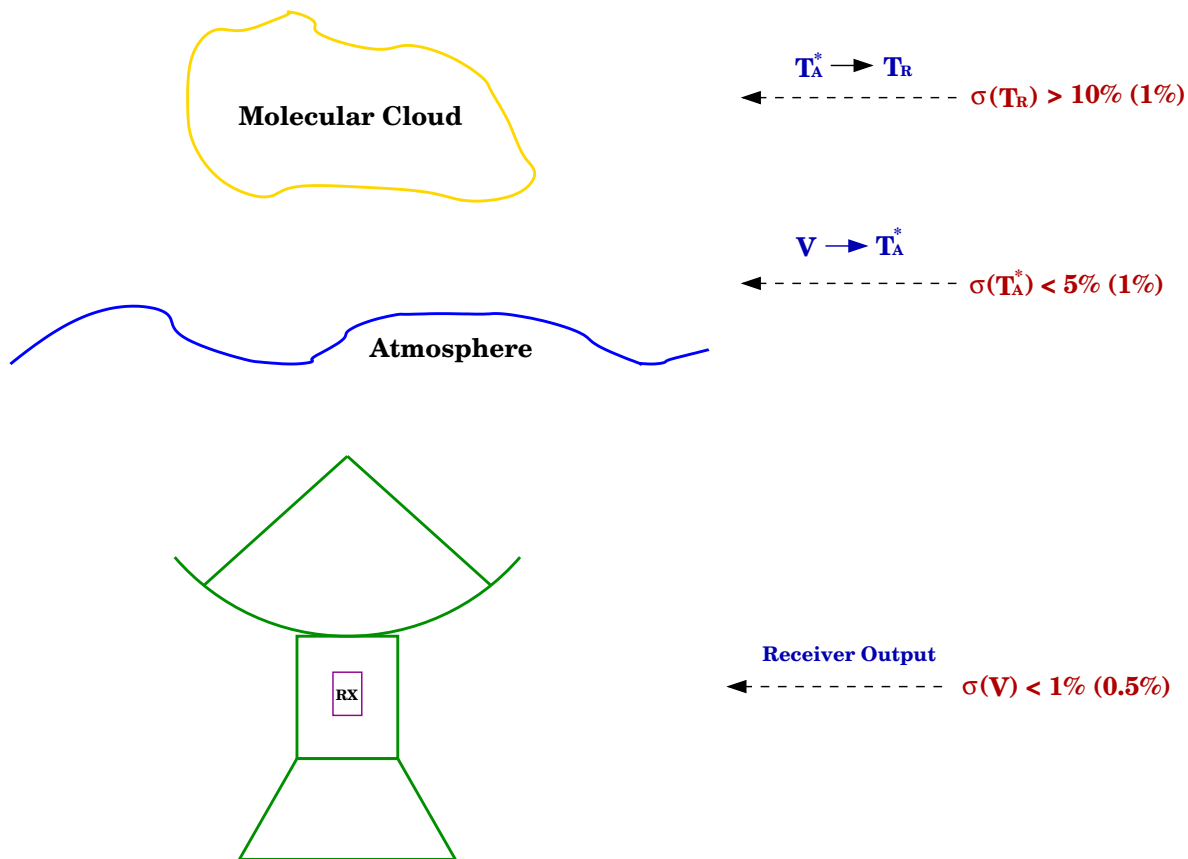 T*A → TR
Molecular Cloud
σ(TR) > 10% (1%)
V → T*A
σ(T*A) < 5% (1%)
Atmosphere
Receiver Output
RX
σ(V) < 1% (0.5%)